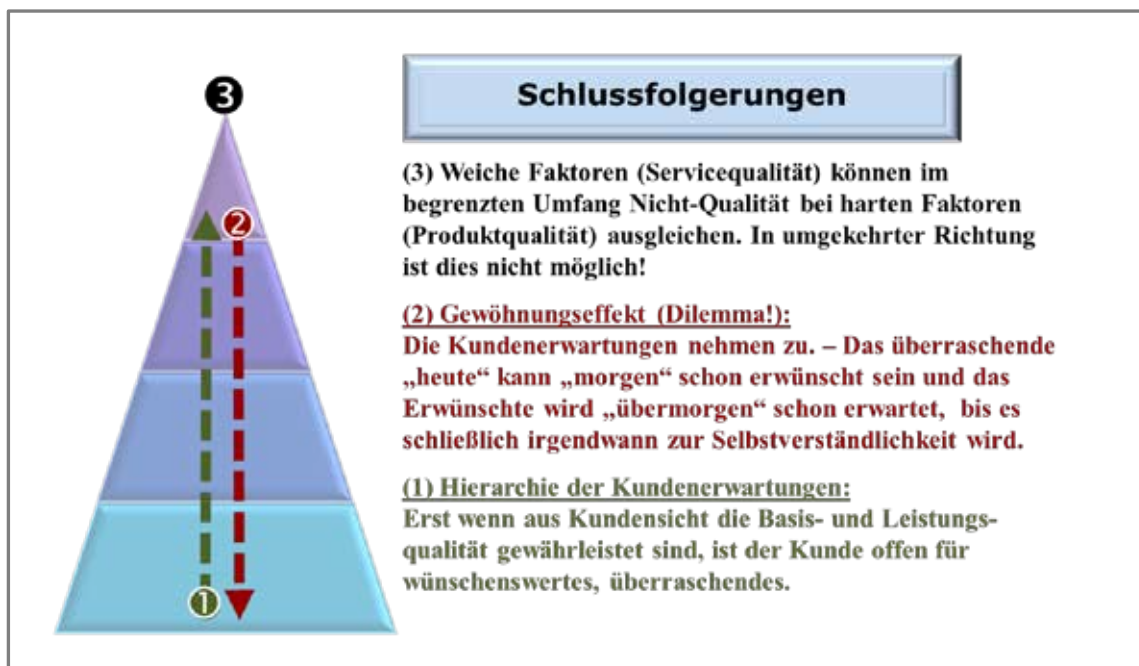 ❸
Schlussfolgerungen
(3) Weiche Faktoren (Servicequalität) können im
begrenzten Umfang Nicht-Qualität bei harten Faktoren
(Produktqualität) ausgleichen. In umgekehrter Richtung
ist dies nicht möglich!
❷
(2) Gewöhnungseffekt (Dilemma!):
Die Kundenerwartungen nehmen zu. – Das überraschende
„heute“ kann „morgen“ schon erwünscht sein und das
Erwünschte wird „übermorgen“ schon erwartet, bis es
schließlich irgendwann zur Selbstverständlichkeit wird.
(1) Hierarchie der Kundenerwartungen:
Erst wenn aus Kundensicht die Basis- und Leistungs-
qualität gewährleistet sind, ist der Kunde offen für
wünschenswertes, überraschendes.
❶